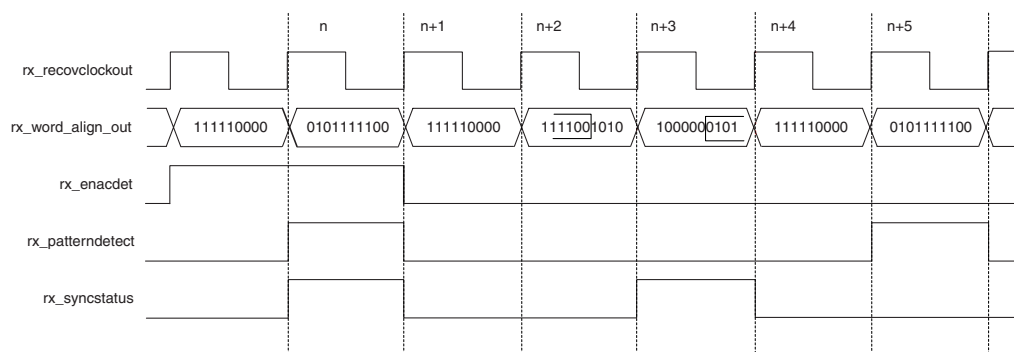 n n+1 n+2 n+3 n+4 n+5
rx_recovclockout
rx_word_align_out 111110000 0101111100 111110000 1111001010 1000000101 111110000 0101111100
rx_enacdet
rx_patterndetect
rx_syncstatus